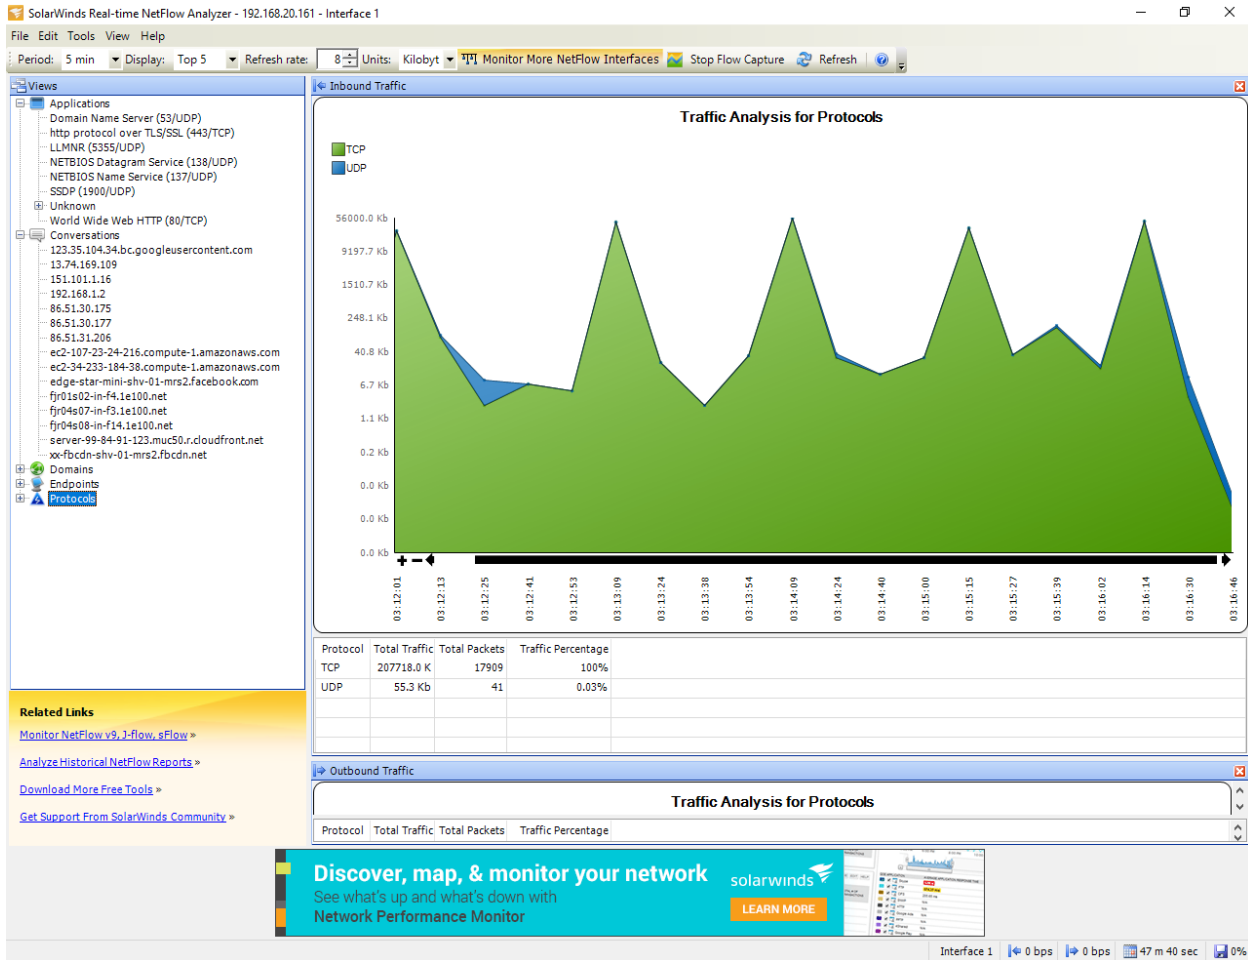 SolarWinds Real-time NetFlow Analyzer - 192.168.20.161 - Interface 1
File Edit Tools View Help
Period: 5 min Display: Top 5 Refresh rate: 8 Units: Kilobyt Monitor More NetFlow Interfaces Stop Flow Capture Refresh
Views
Applications
Domain Name Server (53/UDP)
http protocol over TLS/SSL (443/TCP)
LLMNR (5355/UDP)
NETBIOS Datagram Service (138/UDP)
NETBIOS Name Service (137/UDP)
SSDP (1900/UDP)
Unknown
World Wide Web HTTP (80/TCP)
Conversations
123.35.104.34.bc.googleusercontent.com
13.74.169.109
151.101.1.16
192.168.1.2
86.51.30.175
86.51.30.177
86.51.31.206
ec2-107-23-24-216.compute-1.amazonaws.com
ec2-34-233-184-38.compute-1.amazonaws.com
edge-star-mini-shv-01-mrs2.facebook.com
fjr01s02-in-f4.1e100.net
fjr04s07-in-f3.1e100.net
fjr04s08-in-f14.1e100.net
server-99-84-91-123.muc50.r.cloudfront.net
xx-fbcdn-shv-01-mrs2.fbcdn.net
Domains
Endpoints
Protocols
Related Links
Monitor NetFlow v9, J-flow, sFlow »
Analyze Historical NetFlow Reports »
Download More Free Tools »
Get Support From SolarWinds Community »
Inbound Traffic
Traffic Analysis for Protocols
TCP
UDP
56000.0 Kb
9197.7 Kb
1510.7 Kb
248.1 Kb
40.8 Kb
6.7 Kb
1.1 Kb
0.2 Kb
0.0 Kb
0.0 Kb
0.0 Kb
03:12:01
03:12:13
03:12:25
03:12:41
03:12:53
03:13:09
03:13:24
03:13:38
03:13:54
03:14:09
03:14:24
03:14:40
03:15:00
03:15:15
03:15:27
03:15:39
03:16:02
03:16:14
03:16:30
03:16:46
Protocol Total Traffic Total Packets Traffic Percentage
TCP 207718.0 K 17909 100%
UDP 55.3 Kb 41 0.03%
Outbound Traffic
Traffic Analysis for Protocols
Protocol Total Traffic Total Packets Traffic Percentage
Discover, map, & monitor your network
See what's up and what's down with
Network Performance Monitor
solarwinds
LEARN MORE
Interface 1 0 bps 0 bps 47 m 40 sec 0%